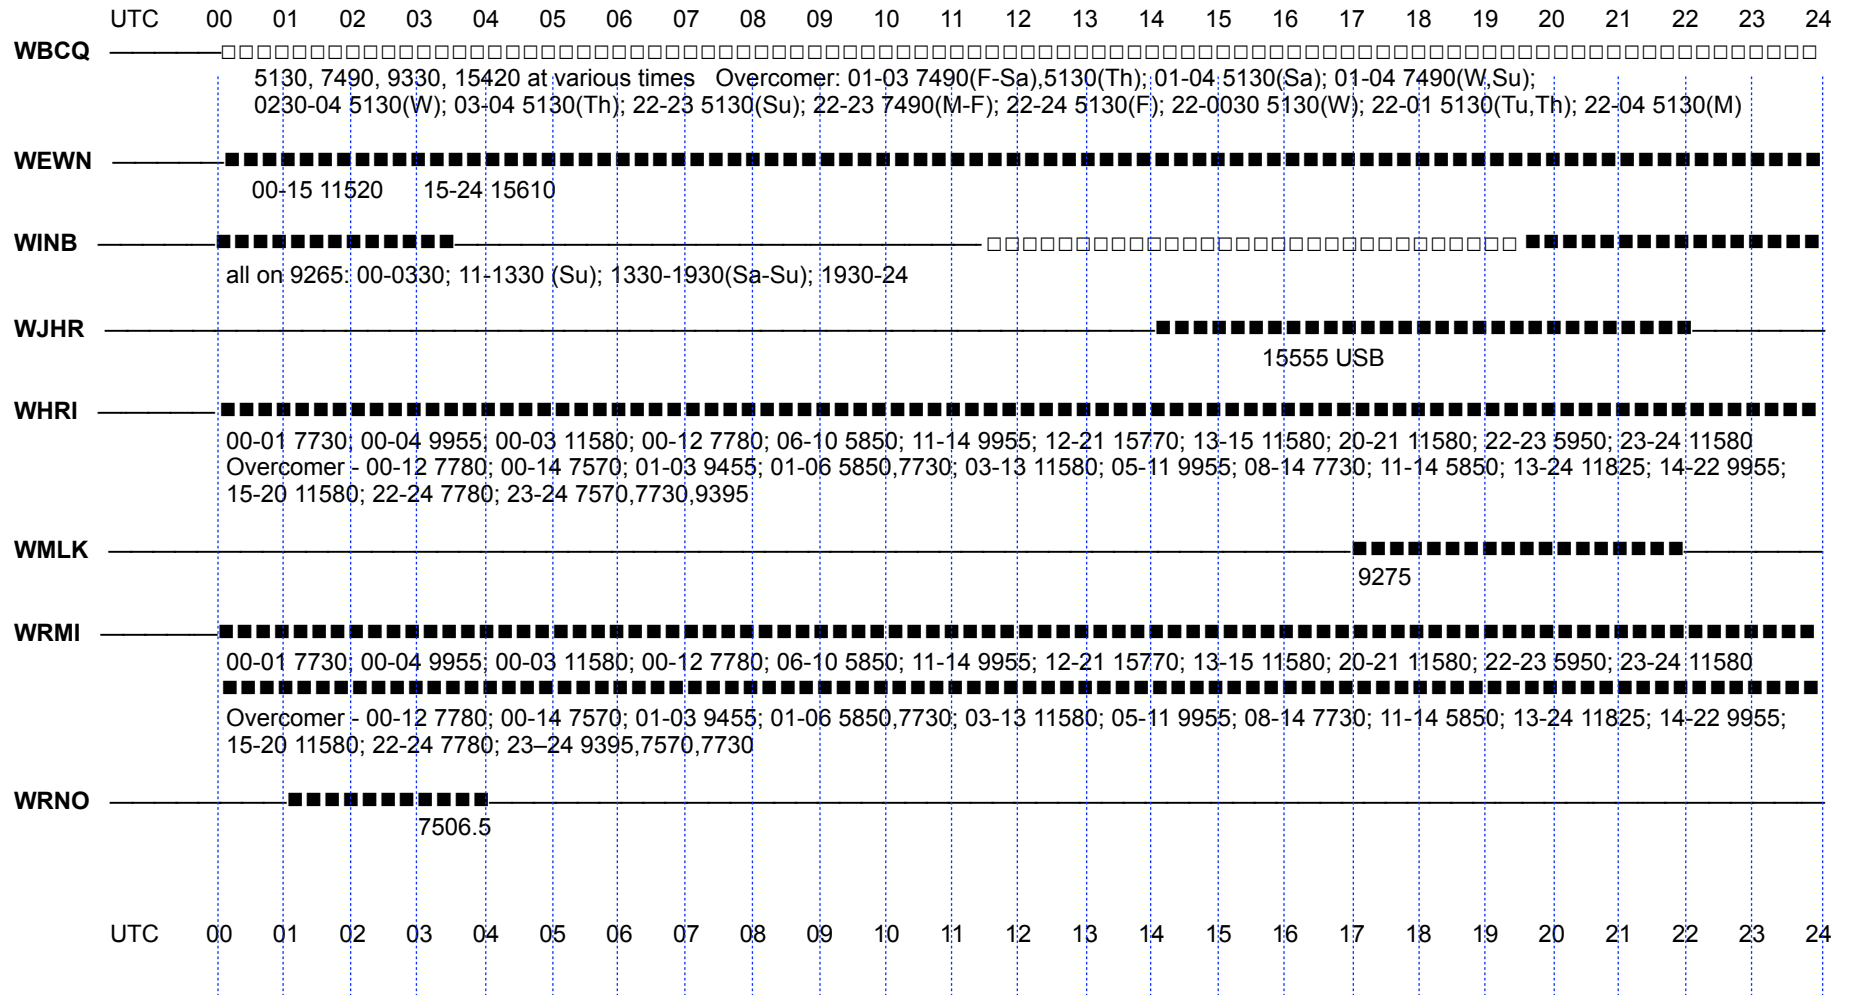 UTC 00 01 02 03 04 05 06 07 08 09 10 11 12 13 14 15 16 17 18 19 20 21 22 23 24
WBCQ
5130, 7490, 9330, 15420 at various times Overcomer: 01-03 7490(F-Sa),5130(Th); 01-04 5130(Sa); 01-04 7490(W,Su);
0230-04 5130(W); 03-04 5130(Th); 22-23 5130(Su); 22-23 7490(M-F); 22-24 5130(F); 22-0030 5130(W); 22-01 5130(Tu,Th); 22-04 5130(M)
WEWN
00-15 11520 15-24 15610
WINB
all on 9265: 00-0330; 11-1330 (Su); 1330-1930(Sa-Su); 1930-24
WJHR
15555 USB
WHRI
00-01 7730; 00-04 9955; 00-03 11580; 00-12 7780; 06-10 5850; 11-14 9955; 12-21 15770; 13-15 11580; 20-21 11580; 22-23 5950; 23-24 11580
Overcomer - 00-12 7780; 00-14 7570; 01-03 9455; 01-06 5850,7730; 03-13 11580; 05-11 9955; 08-14 7730; 11-14 5850; 13-24 11825; 14-22 9955;
15-20 11580; 22-24 7780; 23-24 7570,7730,9395
WMLK
9275
WRMI
00-01 7730; 00-04 9955; 00-03 11580; 00-12 7780; 06-10 5850; 11-14 9955; 12-21 15770; 13-15 11580; 20-21 11580; 22-23 5950; 23-24 11580
Overcomer - 00-12 7780; 00-14 7570; 01-03 9455; 01-06 5850,7730; 03-13 11580; 05-11 9955; 08-14 7730; 11-14 5850; 13-24 11825; 14-22 9955;
15-20 11580; 22-24 7780; 23–24 9395,7570,7730
WRNO
7506.5
UTC 00 01 02 03 04 05 06 07 08 09 10 11 12 13 14 15 16 17 18 19 20 21 22 23 24